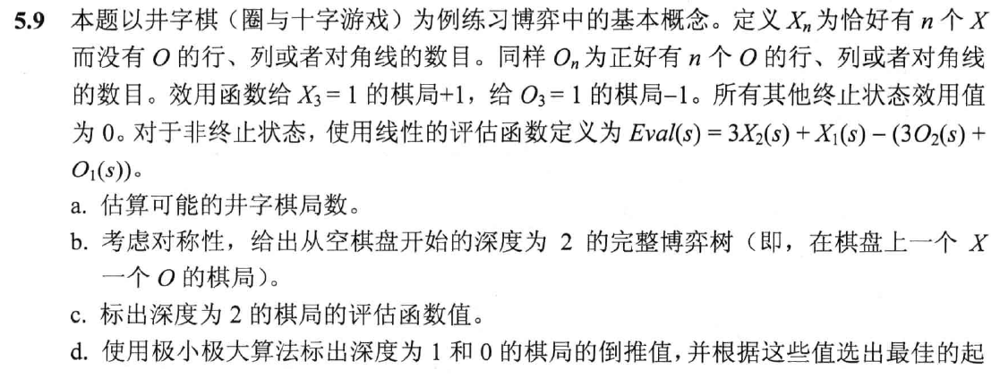 5.9 本题以井字棋（圈与十字游戏）为例练习博弈中的基本概念。定义 Xn 为恰好有 n 个 X
而没有 O 的行、列或者对角线的数目。同样 On 为正好有 n 个 O 的行、列或者对角线
的数目。效用函数给 X3 = 1 的棋局+1，给 O3 = 1 的棋局−1。所有其他终止状态效用值
为 0。对于非终止状态，使用线性的评估函数定义为 Eval(s) = 3X2(s) + X1(s) − (3O2(s) +
O1(s))。
a. 估算可能的井字棋局数。
b. 考虑对称性，给出从空棋盘开始的深度为 2 的完整博弈树（即，在棋盘上一个 X
一个 O 的棋局）。
c. 标出深度为 2 的棋局的评估函数值。
d. 使用极小极大算法标出深度为 1 和 0 的棋局的倒推值，并根据这些值选出最佳的起